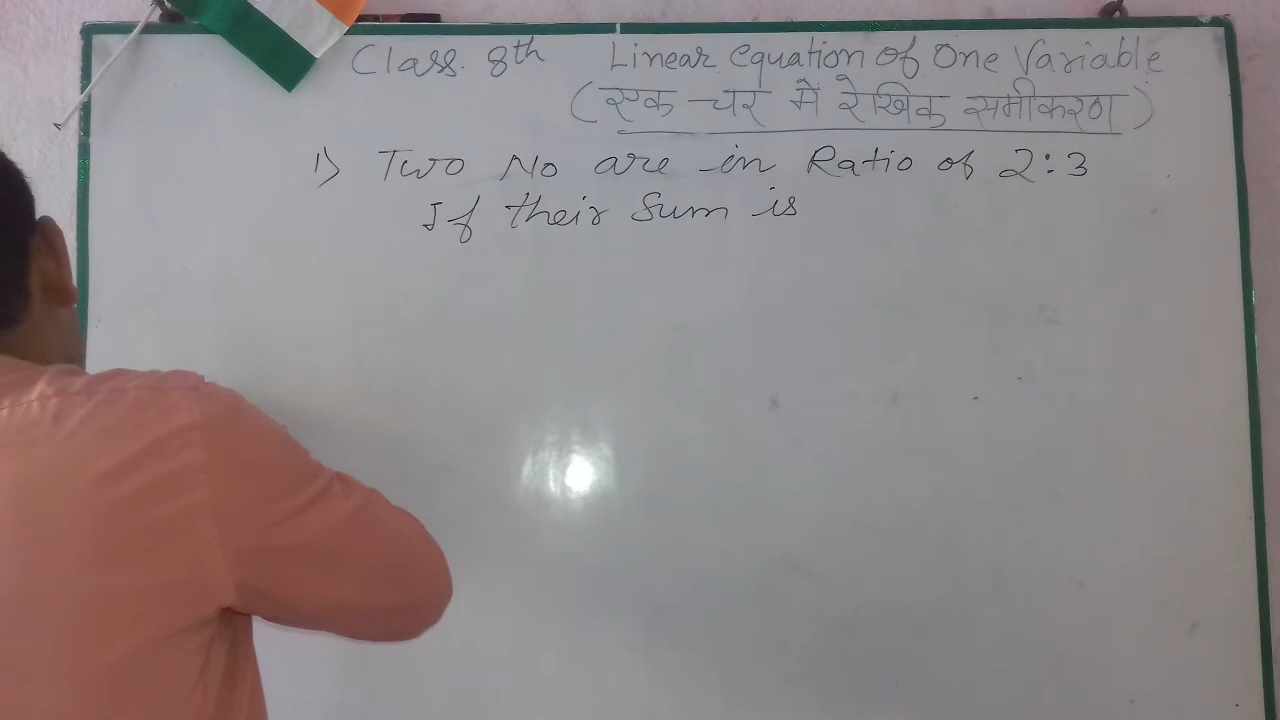 Class. 8th Linear equation of One Variable
(एक चर में रेखिक समीकरण)
1) Two No are in Ratio of 2:3
If their Sum is